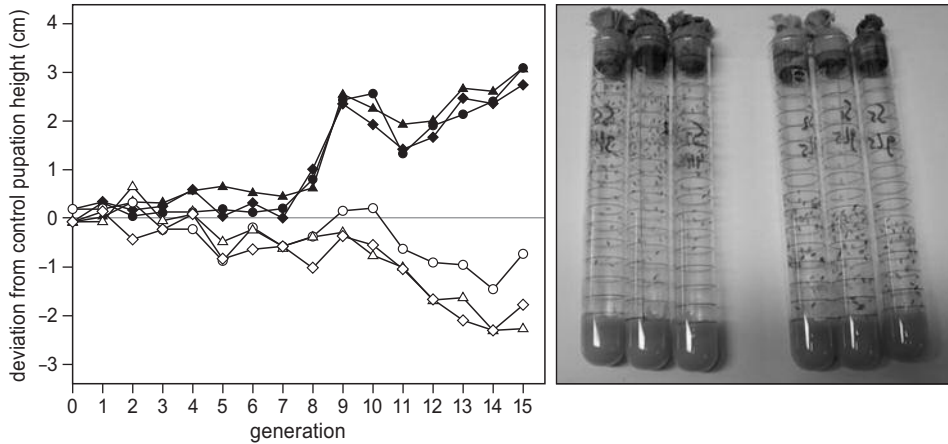 deviation from control pupation height (cm)
4
3
2
1
0
−1
−2
−3
0 1 2 3 4 5 6 7 8 9 10 11 12 13 14 15
generation